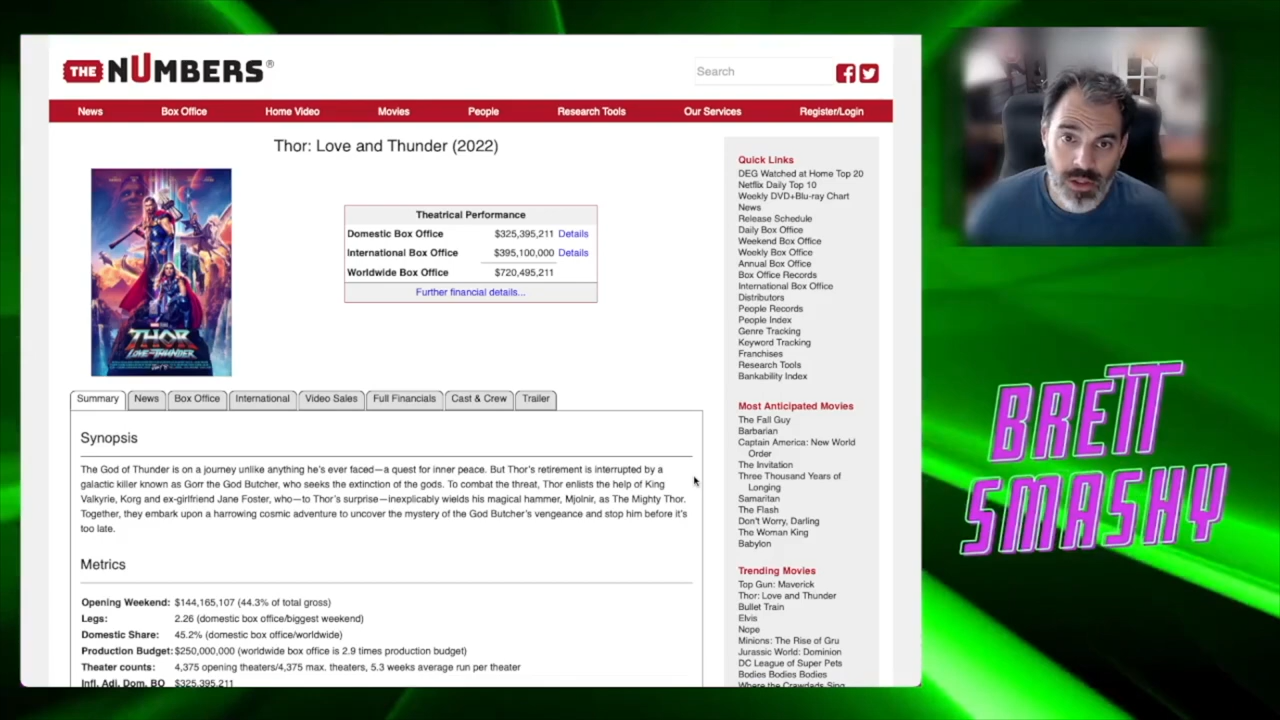 THE NUMBERS®
Search
News Box Office Home Video Movies People Research Tools Our Services Register/Login
Thor: Love and Thunder (2022)
THOR
LOVE AND THUNDER
Theatrical Performance
Domestic Box Office $325,395,211 Details
International Box Office $395,100,000 Details
Worldwide Box Office $720,495,211
Further financial details...
Summary News Box Office International Video Sales Full Financials Cast & Crew Trailer
Synopsis
The God of Thunder is on a journey unlike anything he's ever faced—a quest for inner peace. But Thor's retirement is interrupted by a
galactic killer known as Gorr the God Butcher, who seeks the extinction of the gods. To combat the threat, Thor enlists the help of King
Valkyrie, Korg and ex-girlfriend Jane Foster, who—to Thor's surprise—inexplicably wields his magical hammer, Mjolnir, as The Mighty Thor.
Together, they embark upon a harrowing cosmic adventure to uncover the mystery of the God Butcher's vengeance and stop him before it's
too late.
Metrics
Opening Weekend: $144,165,107 (44.3% of total gross)
Legs: 2.26 (domestic box office/biggest weekend)
Domestic Share: 45.2% (domestic box office/worldwide)
Production Budget: $250,000,000 (worldwide box office is 2.9 times production budget)
Theater counts: 4,375 opening theaters/4,375 max. theaters, 5.3 weeks average run per theater
Infl. Adj. Dom. BO $325,395,211
Quick Links
DEG Watched at Home Top 20
Netflix Daily Top 10
Weekly DVD+Blu-ray Chart
News
Release Schedule
Daily Box Office
Weekend Box Office
Weekly Box Office
Annual Box Office
Box Office Records
International Box Office
Distributors
People Records
People Index
Genre Tracking
Keyword Tracking
Franchises
Research Tools
Bankability Index
Most Anticipated Movies
The Fall Guy
Barbarian
Captain America: New World
Order
The Invitation
Three Thousand Years of
Longing
Samaritan
The Flash
Don't Worry, Darling
The Woman King
Babylon
Trending Movies
Top Gun: Maverick
Thor: Love and Thunder
Bullet Train
Elvis
Nope
Minions: The Rise of Gru
Jurassic World: Dominion
DC League of Super Pets
Bodies Bodies Bodies
Where the Crawdads Sing
BRETT
SMASHY